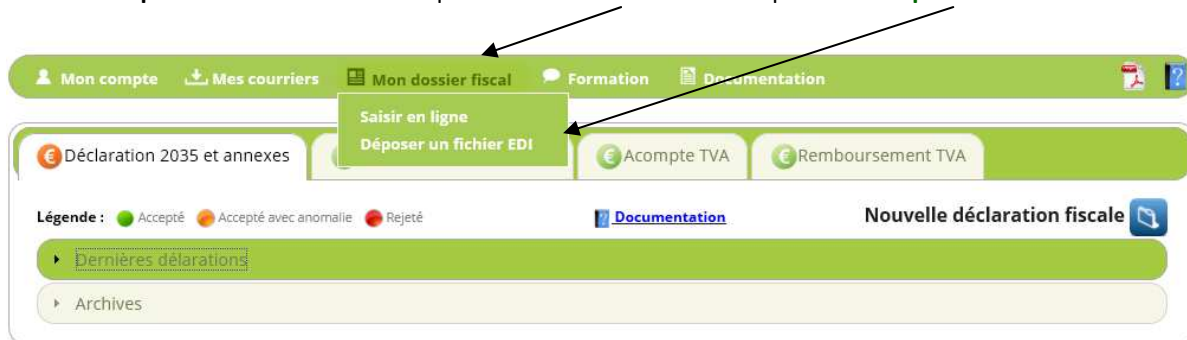 Mon compte Mes courriers Mon dossier fiscal Formation Documentation
Saisir en ligne
Déposer un fichier EDI
Déclaration 2035 et annexes Acompte TVA Remboursement TVA
Légende : Accepté Accepté avec anomalie Rejeté Documentation Nouvelle déclaration fiscale
Dernières délarations
Archives